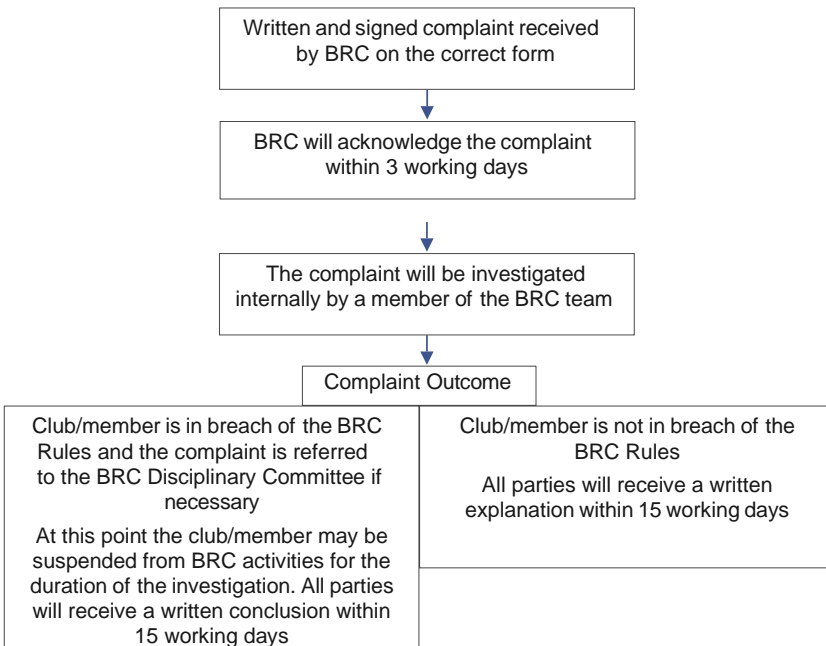 Written and signed complaint received
by BRC on the correct form
BRC will acknowledge the complaint
within 3 working days
The complaint will be investigated
internally by a member of the BRC team
Complaint Outcome
Club/member is in breach of the BRC
Rules and the complaint is referred
to the BRC Disciplinary Committee if
necessary
At this point the club/member may be
suspended from BRC activities for the
duration of the investigation. All parties
will receive a written conclusion within
15 working days
Club/member is not in breach of the
BRC Rules
All parties will receive a written
explanation within 15 working days